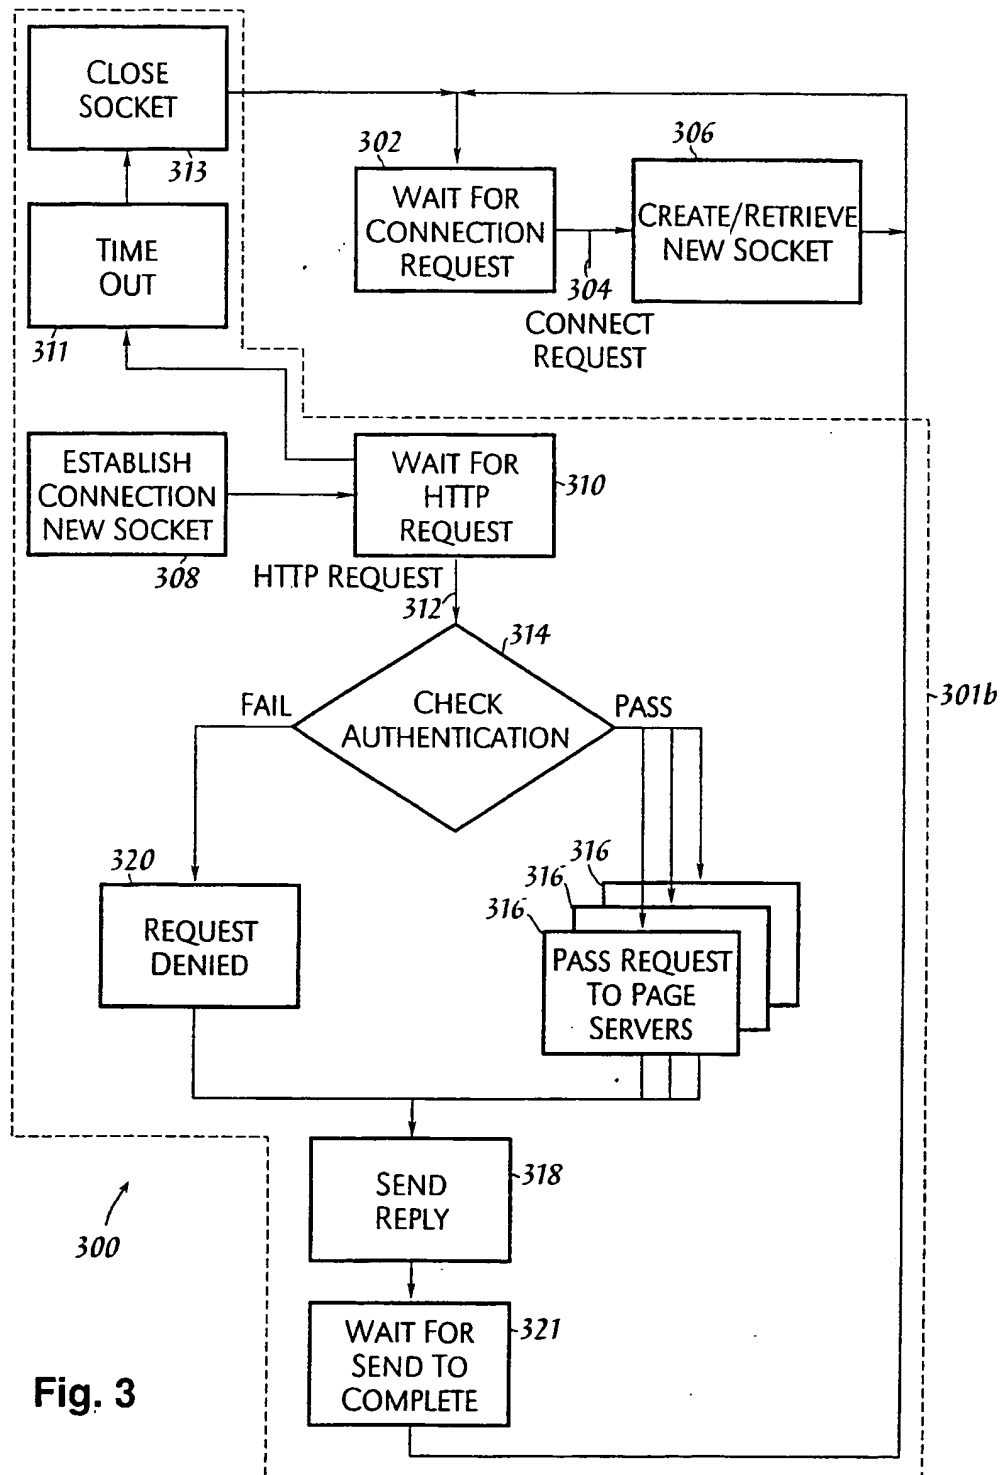 CLOSE
SOCKET
313
302
WAIT FOR
CONNECTION
REQUEST
306
CREATE/RETRIEVE
NEW SOCKET
304
CONNECT
REQUEST
TIME
OUT
311
ESTABLISH
CONNECTION
NEW SOCKET
308
WAIT FOR
HTTP
REQUEST
310
HTTP REQUEST
312
314
FAIL
CHECK
AUTHENTICATION
PASS
301b
320
REQUEST
DENIED
316
316
316
PASS REQUEST
TO PAGE
SERVERS
SEND
REPLY
318
300
WAIT FOR
SEND TO
COMPLETE
321
Fig. 3